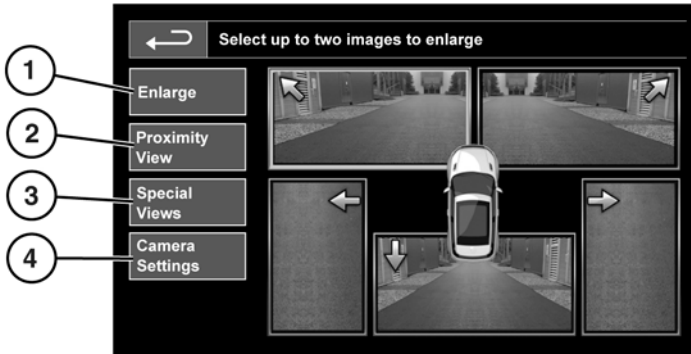 Select up to two images to enlarge
1
Enlarge
2
Proximity
View
3
Special
Views
4
Camera
Settings